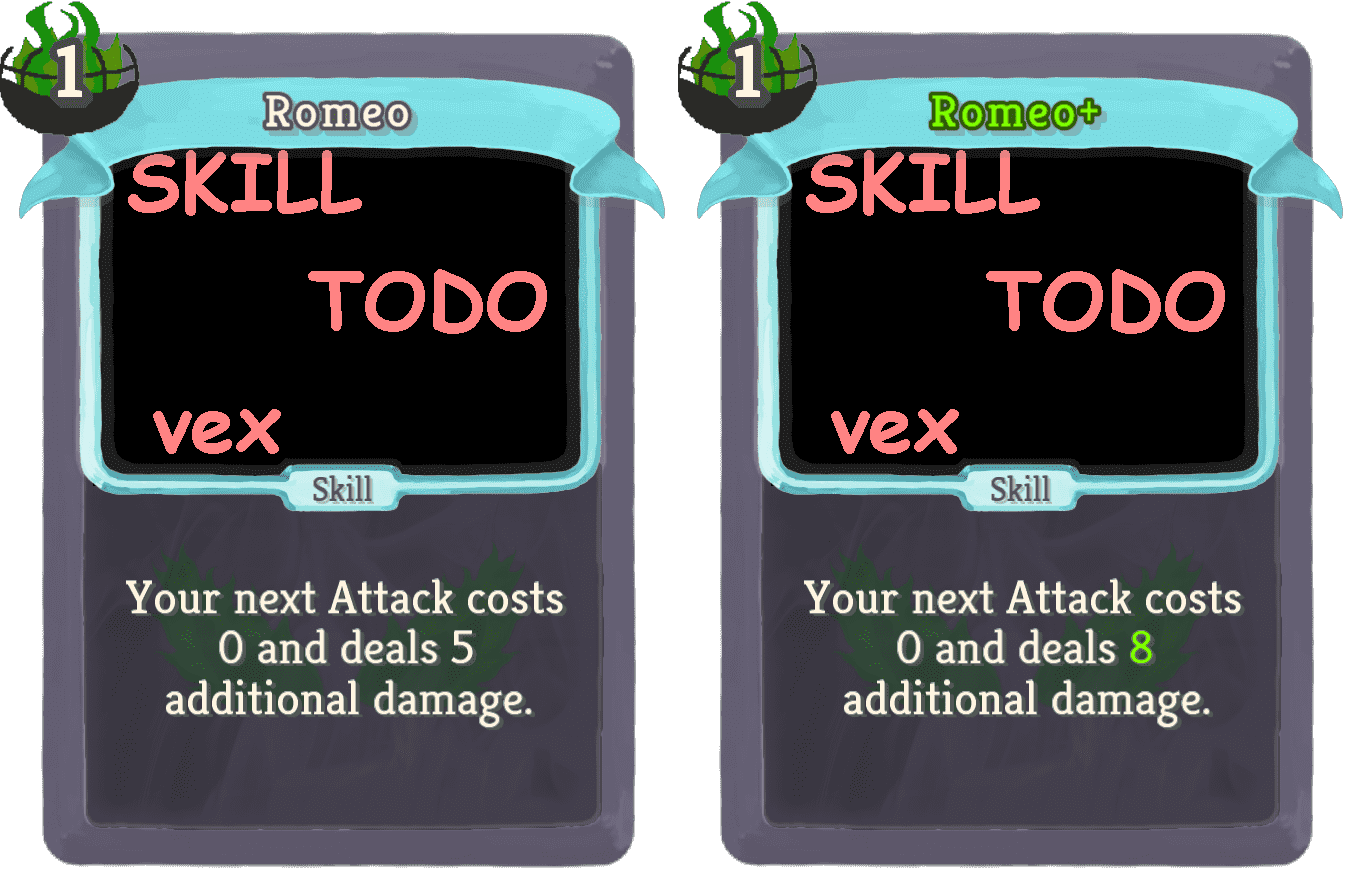 1
Romeo
SKILL
TODO
vex
Skill
Your next Attack costs
0 and deals 5
additional damage.
1
Romeo+
SKILL
TODO
vex
Skill
Your next Attack costs
0 and deals 8
additional damage.